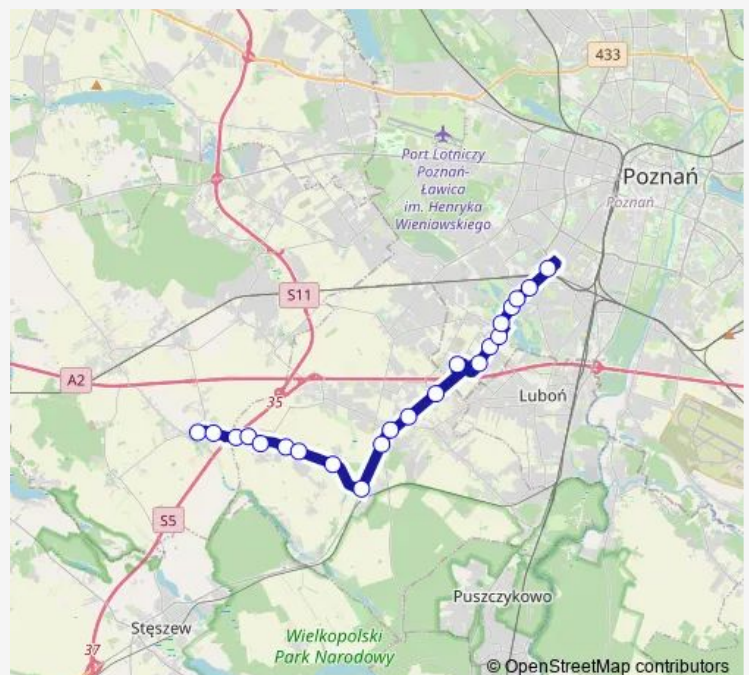 433
Port Lotniczy
Poznań-
Ławica
im. Henryka
Wieniawskiego
Poznań
Poznań
S11
A2
35
Luboń
S5
Puszczykowo
Stęszew
Wielkopolski
Park Narodowy
37
© OpenStreetMap contributors